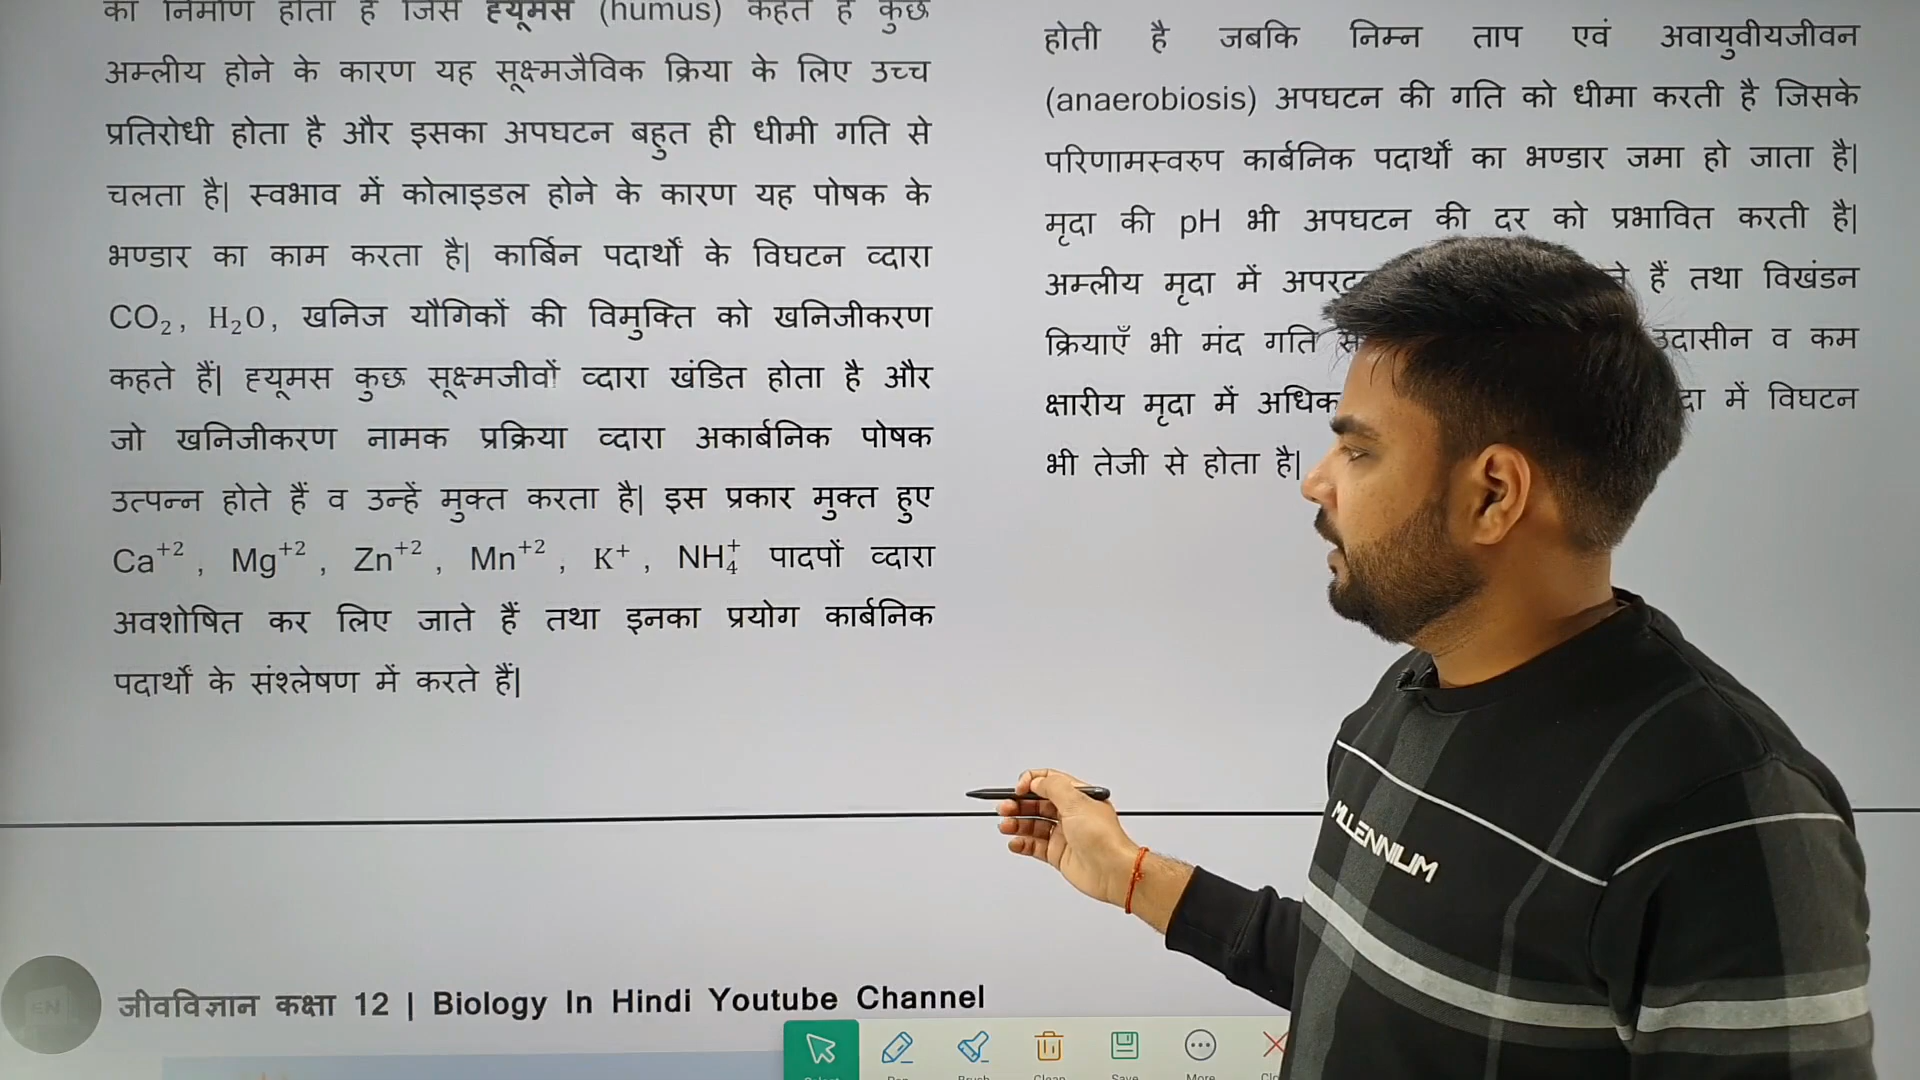 का निर्माण होता है जिसे ह्यूमस (humus) कहते हैं कुछ
अम्लीय होने के कारण यह सूक्ष्मजैविक क्रिया के लिए उच्च
प्रतिरोधी होता है और इसका अपघटन बहुत ही धीमी गति से
चलता है| स्वभाव में कोलाइडल होने के कारण यह पोषक के
भण्डार का काम करता है| कार्बिन पदार्थों के विघटन व्दारा
CO₂, H₂O, खनिज यौगिकों की विमुक्ति को खनिजीकरण
कहते हैं| ह्यूमस कुछ सूक्ष्मजीवों व्दारा खंडित होता है और
जो खनिजीकरण नामक प्रक्रिया व्दारा अकार्बनिक पोषक
उत्पन्न होते हैं व उन्हें मुक्त करता है| इस प्रकार मुक्त हुए
Ca⁺², Mg⁺², Zn⁺², Mn⁺², K⁺, NH₄⁺ पादपों व्दारा
अवशोषित कर लिए जाते हैं तथा इनका प्रयोग कार्बनिक
पदार्थों के संश्लेषण में करते हैं|
होती है जबकि निम्न ताप एवं अवायुवीयजीवन
(anaerobiosis) अपघटन की गति को धीमा करती है जिसके
परिणामस्वरुप कार्बनिक पदार्थों का भण्डार जमा हो जाता है|
मृदा की pH भी अपघटन की दर को प्रभावित करती है|
अम्लीय मृदा में हैं तथा विखंडन
क्रियाएँ भी मंद गति उदासीन व कम
क्षारीय मृदा में अधिक में विघटन
भी तेजी से होता है|
MILLENNIUM
जीवविज्ञान कक्षा 12 | Biology In Hindi Youtube Channel
Pen Brush Clean Save More